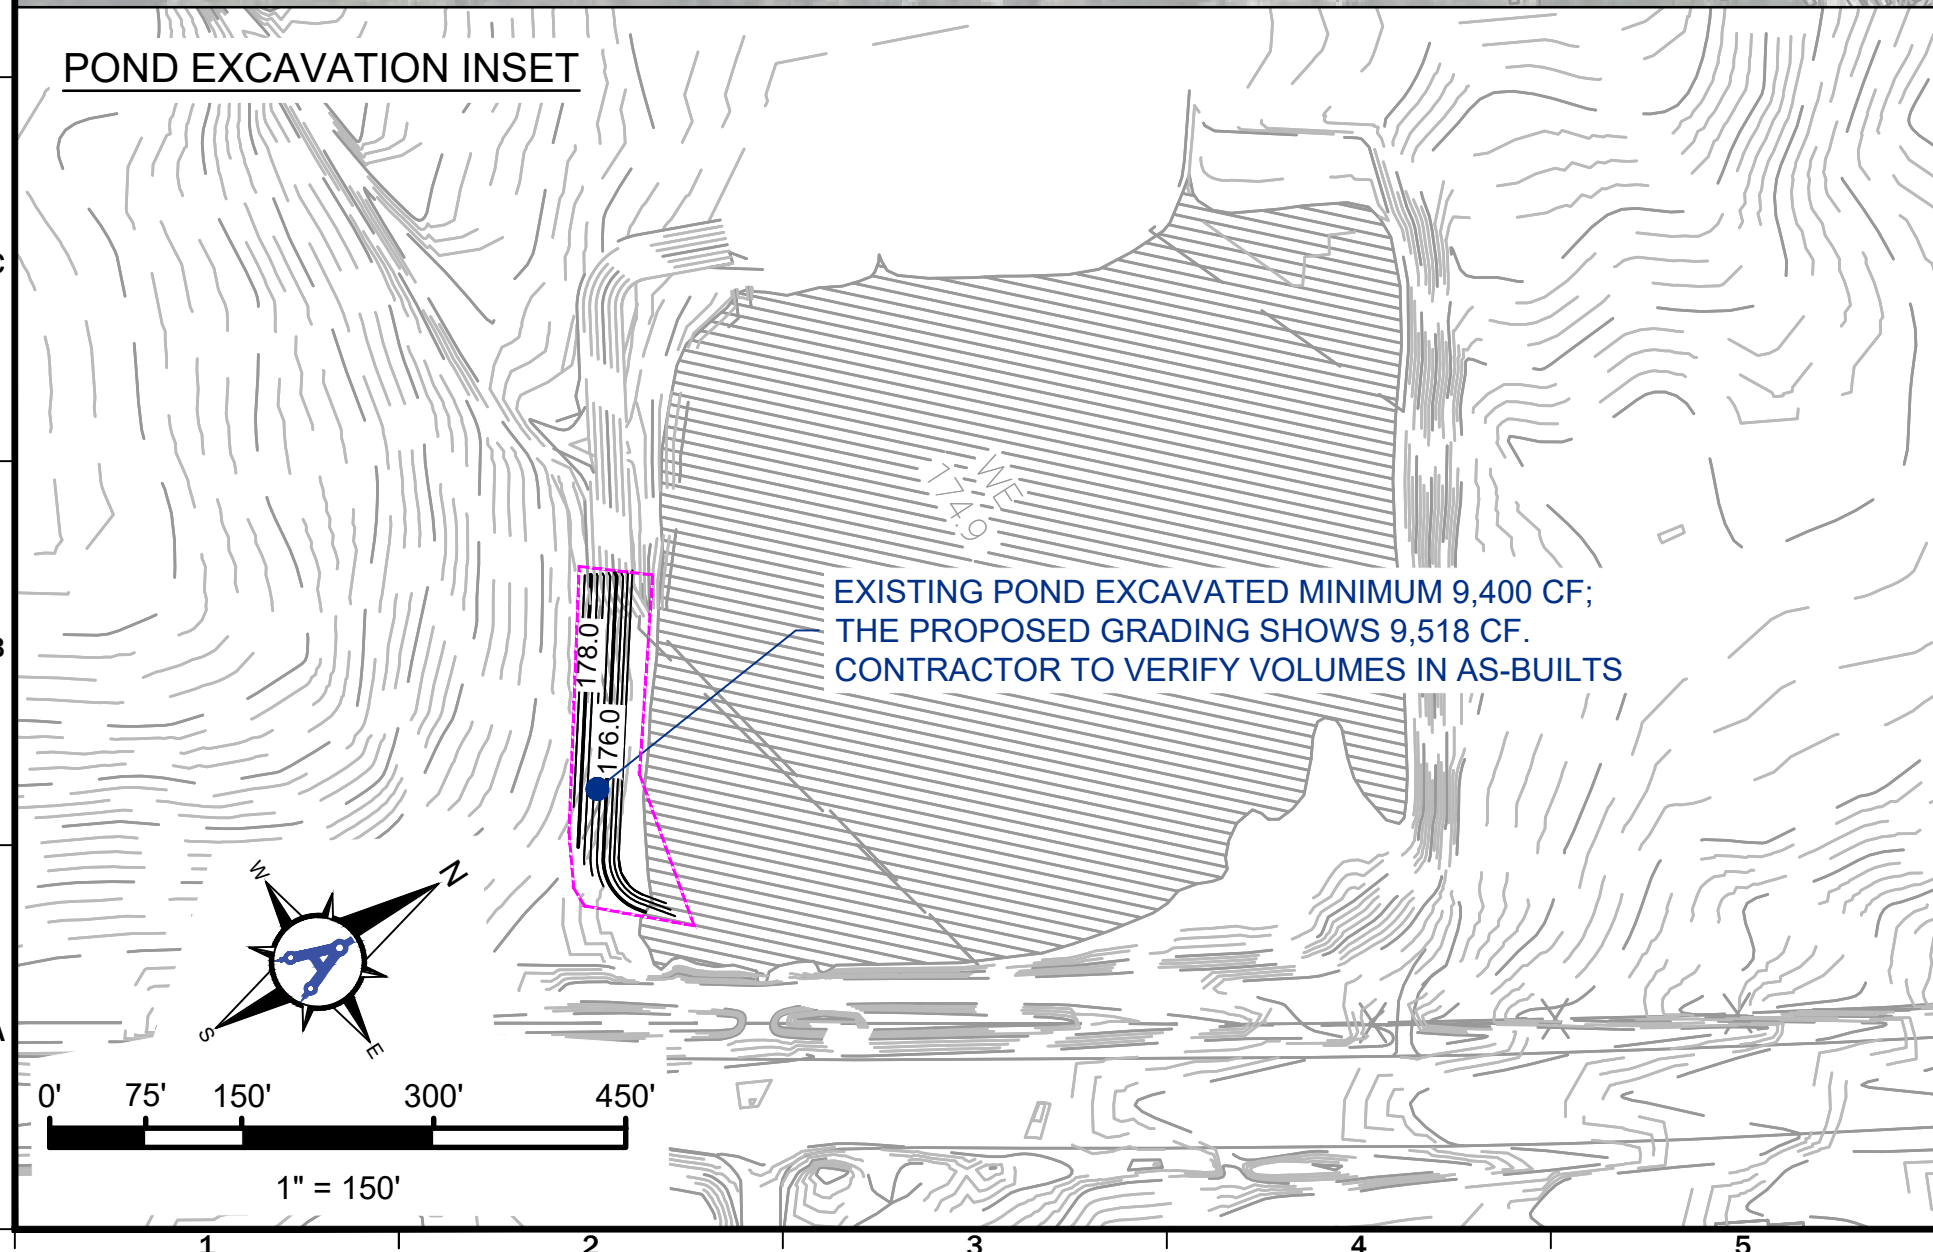 POND EXCAVATION INSET
C
WE
174.9
EXISTING POND EXCAVATED MINIMUM 9,400 CF;
THE PROPOSED GRADING SHOWS 9,518 CF.
CONTRACTOR TO VERIFY VOLUMES IN AS-BUILTS
178.0
176.0
B
W
N
S
E
A
0' 75' 150' 300' 450'
1" = 150'
1 2 3 4 5